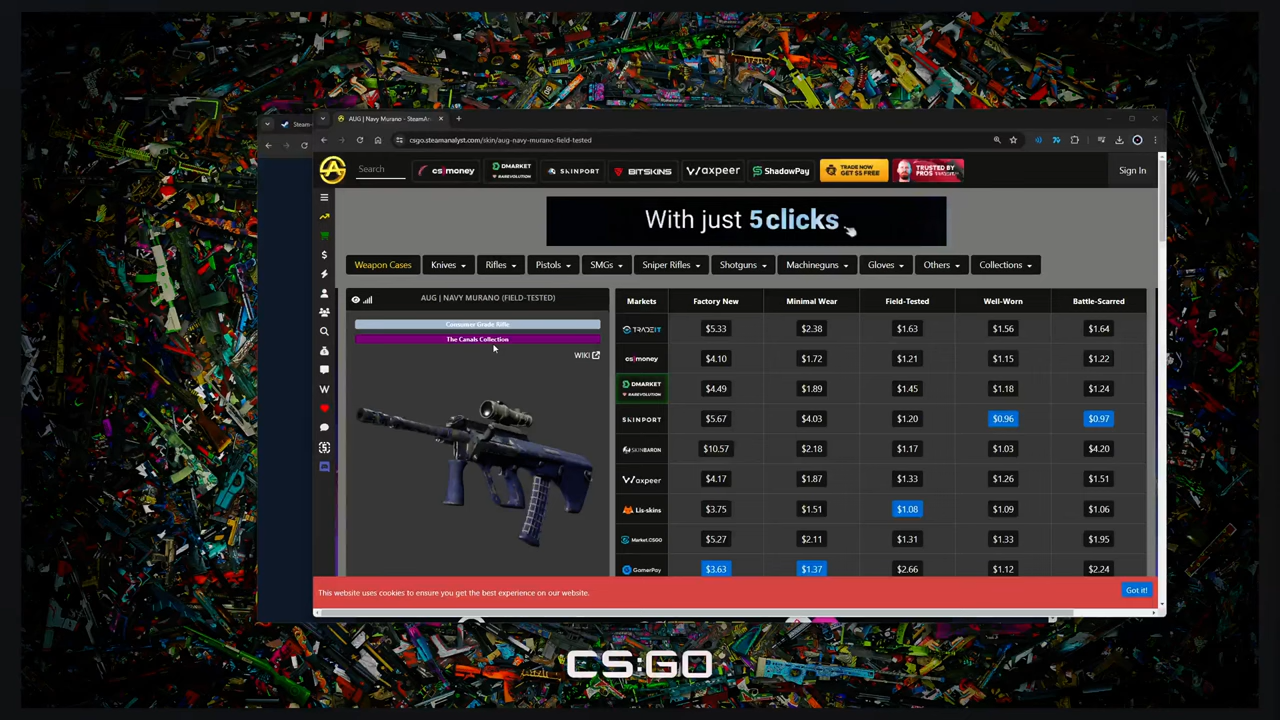 Steam
AUG | Navy Murano - SteamAn
csgo.steamanalyst.com/skin/aug-navy-murano-field-tested
Search
cs|money
DMARKET
RAREVOLUTION
SKINPORT
BITSKINS
waxpeer
ShadowPay
TRADE NOW
GET $5 FREE
TRUSTED BY
PROS
Sign In
With just 5 clicks
Weapon Cases Knives Rifles Pistols SMGs Sniper Rifles Shotguns Machineguns Gloves Others Collections
AUG | NAVY MURANO (FIELD-TESTED)
Consumer Grade Rifle
The Canals Collection
WIKI
Markets Factory New Minimal Wear Field-Tested Well-Worn Battle-Scarred
TRADEIT $5.33 $2.38 $1.63 $1.56 $1.64
cs|money $4.10 $1.72 $1.21 $1.15 $1.22
DMARKET RAREVOLUTION $4.49 $1.89 $1.45 $1.18 $1.24
SKINPORT $5.67 $4.03 $1.20 $0.96 $0.97
SKINBARON $10.57 $2.18 $1.17 $1.03 $4.20
waxpeer $4.17 $1.87 $1.33 $1.26 $1.51
Lis-skins $3.75 $1.51 $1.08 $1.09 $1.06
Market.CSGO $5.27 $2.11 $1.31 $1.33 $1.95
GamerPay $3.63 $1.37 $2.66 $1.12 $2.24
This website uses cookies to ensure you get the best experience on our website.
Got it!
CS:GO